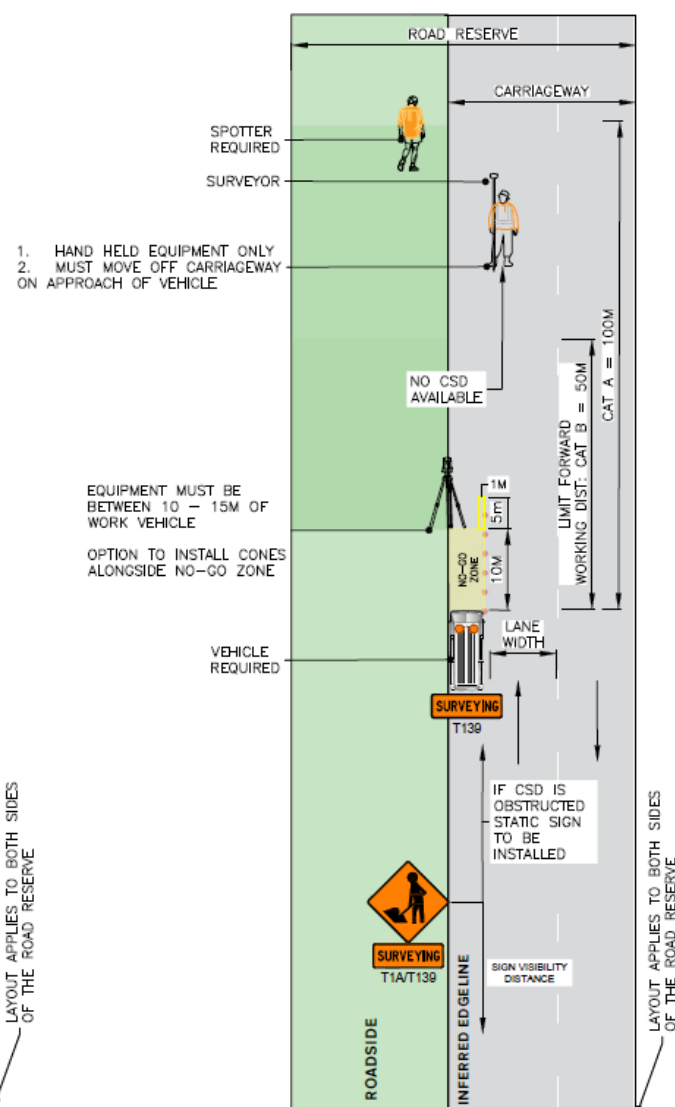 ROAD RESERVE
CARRIAGEWAY
SPOTTER
REQUIRED
SURVEYOR
1. HAND HELD EQUIPMENT ONLY
2. MUST MOVE OFF CARRIAGEWAY
ON APPROACH OF VEHICLE
NO CSD
AVAILABLE
CAT A = 100M
LIMIT FORWARD
WORKING DIST: CAT B = 50M
EQUIPMENT MUST BE
BETWEEN 10 – 15M OF
WORK VEHICLE
1M
5m
OPTION TO INSTALL CONES
ALONGSIDE NO-GO ZONE
NO-GO
ZONE
10M
LANE
WIDTH
VEHICLE
REQUIRED
SURVEYING
T139
IF CSD IS
OBSTRUCTED
STATIC SIGN
TO BE
INSTALLED
LAYOUT APPLIES TO BOTH SIDES
OF THE ROAD RESERVE
SURVEYING
T1A/T139
SIGN VISIBILITY
DISTANCE
ROADSIDE
INFERRED EDGELINE
LAYOUT APPLIES TO BOTH SIDES
OF THE ROAD RESERVE